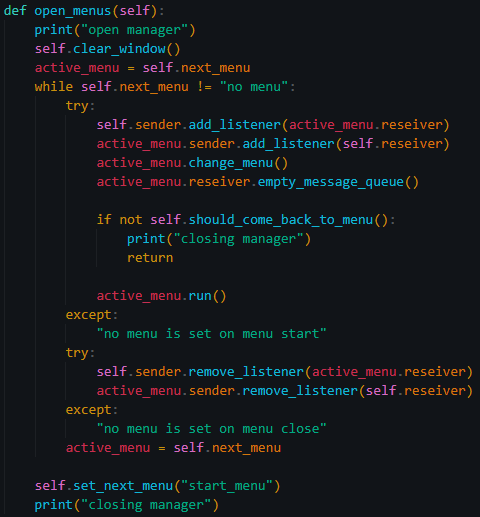 def open_menus(self):
    print("open manager")
    self.clear_window()
    active_menu = self.next_menu
    while self.next_menu != "no menu":
        try:
            self.sender.add_listener(active_menu.reseiver)
            active_menu.sender.add_listener(self.reseiver)
            active_menu.change_menu()
            active_menu.reseiver.empty_message_queue()

            if not self.should_come_back_to_menu():
                print("closing manager")
                return

            active_menu.run()
        except:
            "no menu is set on menu start"
        try:
            self.sender.remove_listener(active_menu.reseiver)
            active_menu.sender.remove_listener(self.reseiver)
        except:
            "no menu is set on menu close"
        active_menu = self.next_menu

    self.set_next_menu("start_menu")
    print("closing manager")